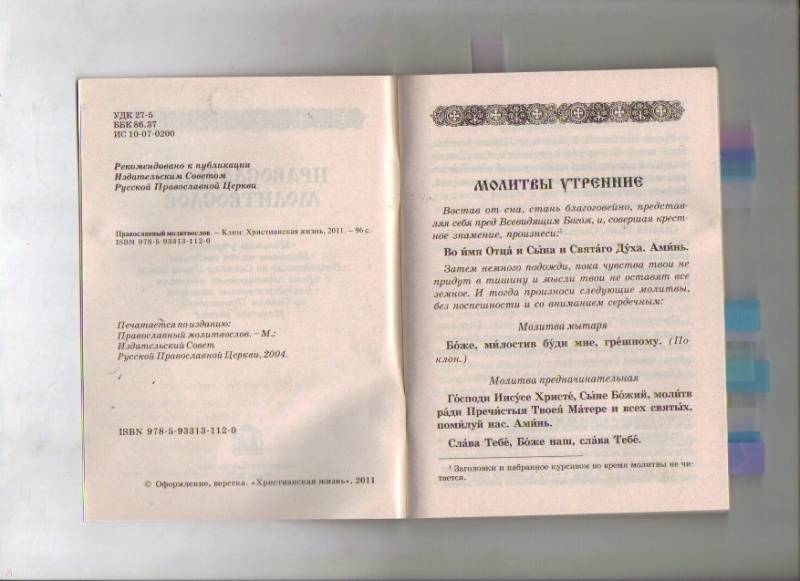 УДК 27-5
ББК 86.37
ИС 10-07-0200
Рекомендовано к публикации
Издательским Советом
Русской Православной Церкви
Православный молитвослов. – Клин: Христианская жизнь, 2011. – 96 с.
ISBN 978-5-93313-112-0
Печатается по изданию:
Православный молитвослов. – М.:
Издательский Совет
Русской Православной Церкви, 2004.
ISBN 978-5-93313-112-0
© Оформление, верстка. «Христианская жизнь», 2011
МОЛИТВЫ УТРЕННИЕ
Востав от сна, стань благоговейно, представ-
ляя себя пред Всевидящим Богом, и, совершая крест-
ное знамение, произнеси:¹
Во и́мя Отца́ и Сы́на и Свята́го Ду́ха. Ами́нь.
Затем немного подожди, пока чувства твои не
придут в тишину и мысли твои не оставят все
земное. И тогда произноси следующие молитвы,
без поспешности и со вниманием сердечным:
Молитва мытаря
Бо́же, ми́лостив бу́ди мне, гре́шному. (По-
клон.)
Молитва предначинательная
Го́споди Иису́се Христе́, Сы́не Бо́жий, моли́тв
ра́ди Пречи́стыя Твоея́ Ма́тере и всех святы́х,
поми́луй нас. Ами́нь.
Сла́ва Тебе́, Бо́же наш, сла́ва Тебе́.
¹ Заголовки и набранное курсивом во время молитвы не чи-
тается.